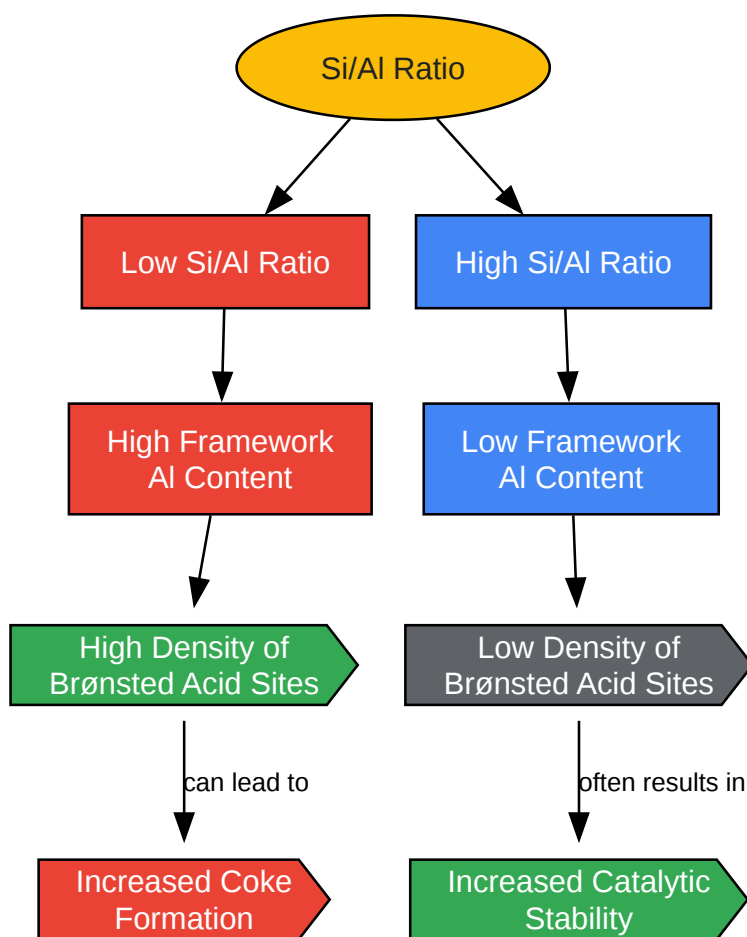 Si/Al Ratio
Low Si/Al Ratio
High Si/Al Ratio
High Framework
Al Content
Low Framework
Al Content
High Density of
Brønsted Acid Sites
Low Density of
Brønsted Acid Sites
can lead to
often results in
Increased Coke
Formation
Increased Catalytic
Stability